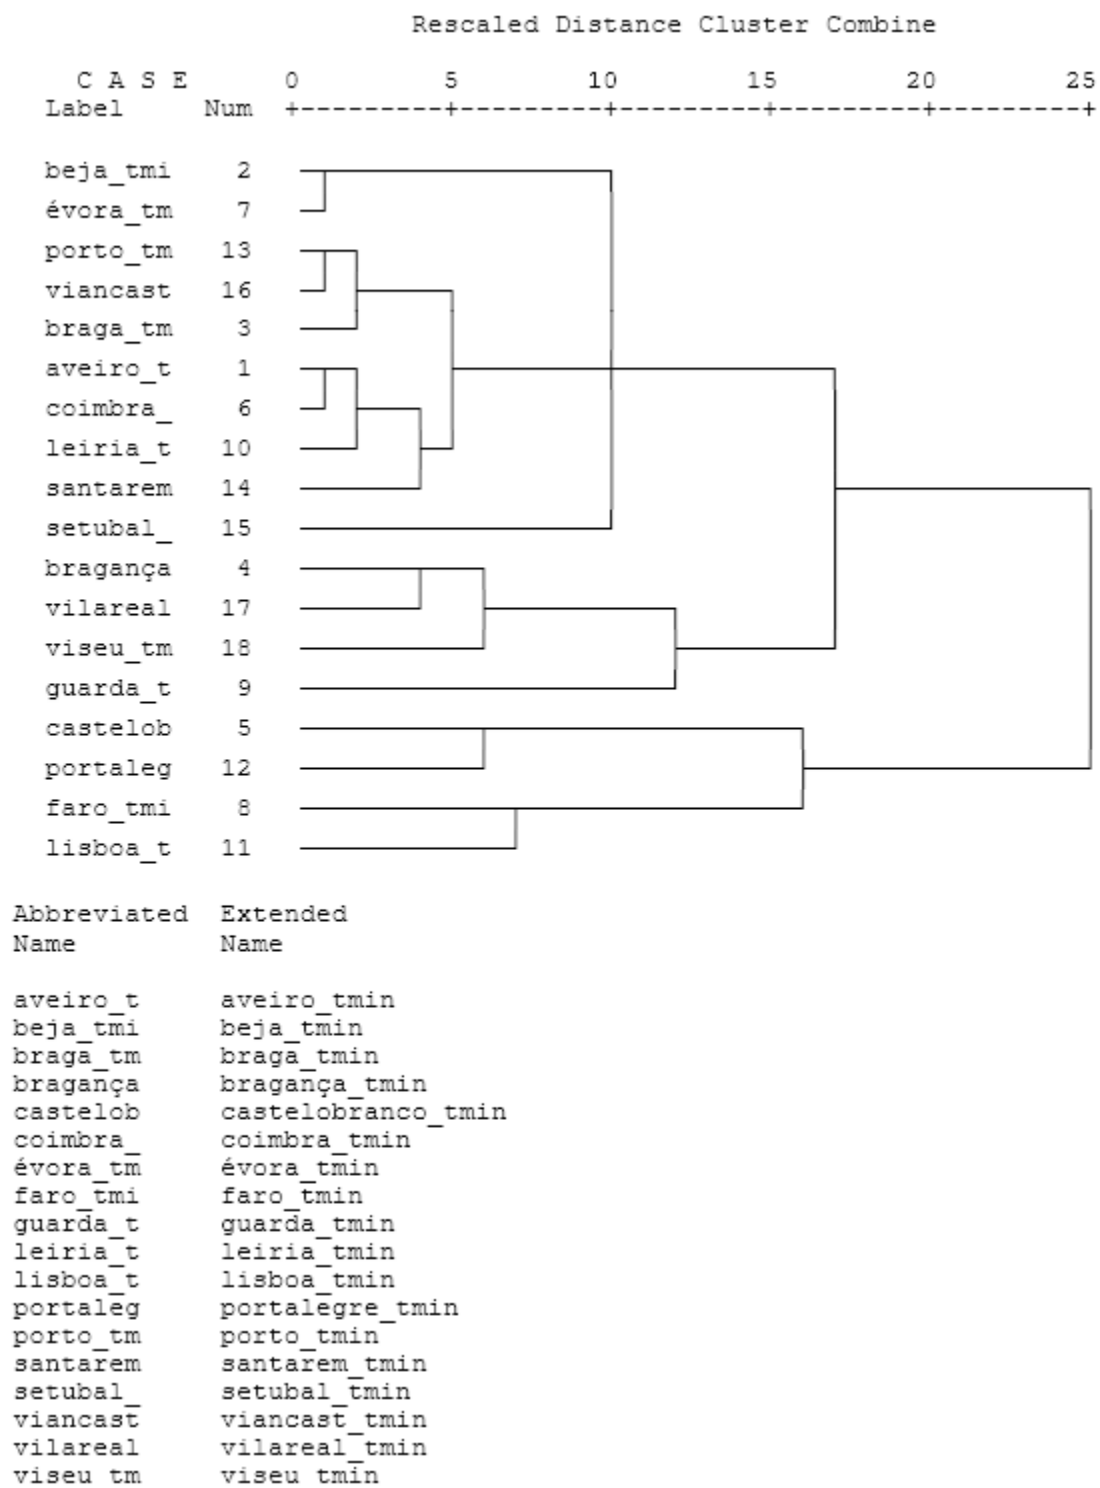 Rescaled Distance Cluster Combine
C A S E 0 5 10 15 20 25
Label Num +---------+---------+---------+---------+---------+
beja_tmi 2
évora_tm 7
porto_tm 13
viancast 16
braga_tm 3
aveiro_t 1
coimbra_ 6
leiria_t 10
santarem 14
setubal_ 15
bragança 4
vilareal 17
viseu_tm 18
guarda_t 9
castelob 5
portaleg 12
faro_tmi 8
lisboa_t 11
Abbreviated Extended
Name Name
aveiro_t aveiro_tmin
beja_tmi beja_tmin
braga_tm braga_tmin
bragança bragança_tmin
castelob castelobranco_tmin
coimbra_ coimbra_tmin
évora_tm évora_tmin
faro_tmi faro_tmin
guarda_t guarda_tmin
leiria_t leiria_tmin
lisboa_t lisboa_tmin
portaleg portalegre_tmin
porto_tm porto_tmin
santarem santarem_tmin
setubal_ setubal_tmin
viancast viancast_tmin
vilareal vilareal_tmin
viseu tm viseu tmin